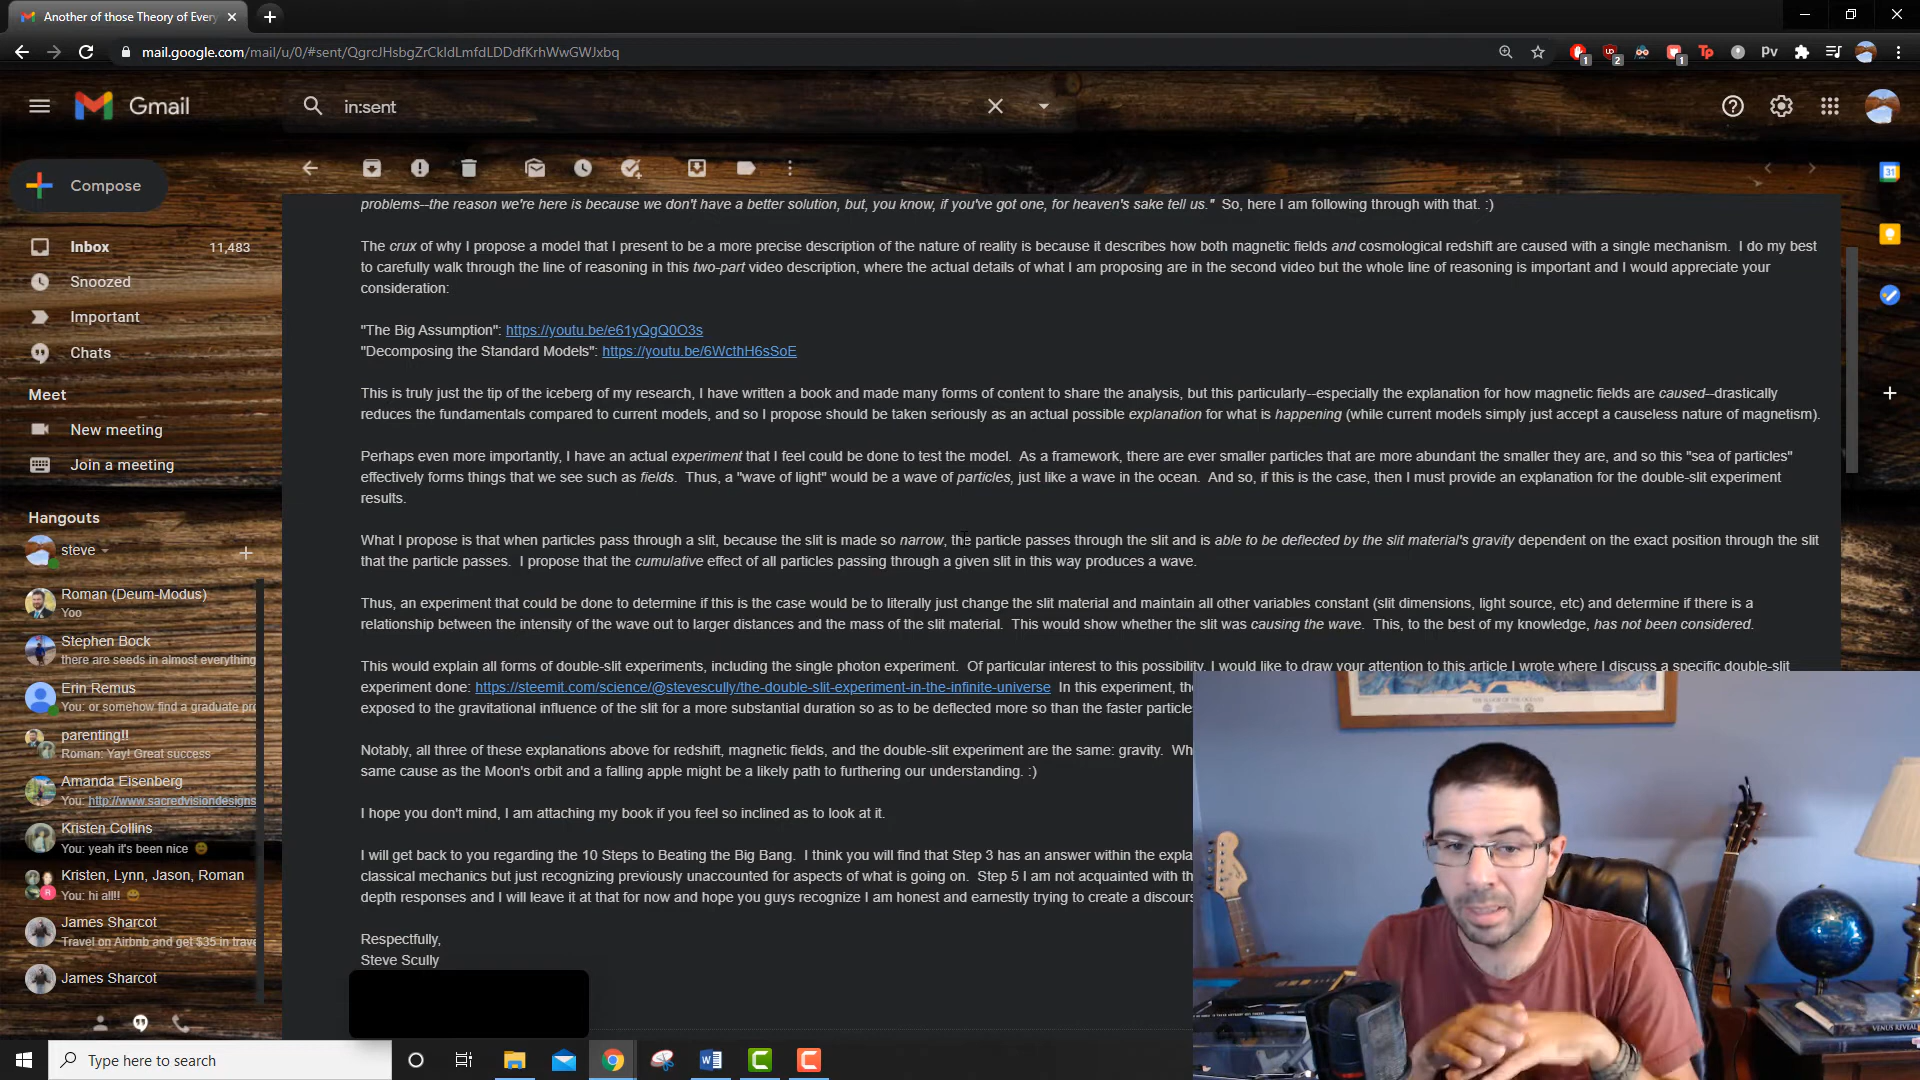 Another of those Theory of Every
mail.google.com/mail/u/0/#sent/QgrcJHsbgZrCkldLmfdLDDdfKrhWwGWJxbq
1
2
1
Tp
Pv
Gmail
in:sent
Compose
31
problems--the reason we're here is because we don't have a better solution, but, you know, if you've got one, for heaven's sake tell us." So, here I am following through with that. :)
Inbox 11,483
The crux of why I propose a model that I present to be a more precise description of the nature of reality is because it describes how both magnetic fields and cosmological redshift are caused with a single mechanism. I do my best
to carefully walk through the line of reasoning in this two-part video description, where the actual details of what I am proposing are in the second video but the whole line of reasoning is important and I would appreciate your
consideration:
Snoozed
Important
Chats
"The Big Assumption": https://youtu.be/e61yQgQ0O3s
"Decomposing the Standard Models": https://youtu.be/6WcthH6sSoE
Meet
New meeting
Join a meeting
This is truly just the tip of the iceberg of my research, I have written a book and made many forms of content to share the analysis, but this particularly--especially the explanation for how magnetic fields are caused--drastically
reduces the fundamentals compared to current models, and so I propose should be taken seriously as an actual possible explanation for what is happening (while current models simply just accept a causeless nature of magnetism).
Perhaps even more importantly, I have an actual experiment that I feel could be done to test the model. As a framework, there are ever smaller particles that are more abundant the smaller they are, and so this "sea of particles"
effectively forms things that we see such as fields. Thus, a "wave of light" would be a wave of particles, just like a wave in the ocean. And so, if this is the case, then I must provide an explanation for the double-slit experiment
results.
Hangouts
steve
What I propose is that when particles pass through a slit, because the slit is made so narrow, the particle passes through the slit and is able to be deflected by the slit material's gravity dependent on the exact position through the slit
that the particle passes. I propose that the cumulative effect of all particles passing through a given slit in this way produces a wave.
Roman (Deum-Modus)
Yoo
Stephen Bock
there are seeds in almost everything
Erin Remus
You: or somehow find a graduate pro
parenting!!
Roman: Yay! Great success
Amanda Eisenberg
You: http://www.sacredvisiondesigns
Kristen Collins
You: yeah it's been nice
Kristen, Lynn, Jason, Roman
You: hi all!!
James Sharcot
Travel on Airbnb and get $35 in trave
James Sharcot
Thus, an experiment that could be done to determine if this is the case would be to literally just change the slit material and maintain all other variables constant (slit dimensions, light source, etc) and determine if there is a
relationship between the intensity of the wave out to larger distances and the mass of the slit material. This would show whether the slit was causing the wave. This, to the best of my knowledge, has not been considered.
This would explain all forms of double-slit experiments, including the single photon experiment. Of particular interest to this possibility, I would like to draw your attention to this article I wrote where I discuss a specific double-slit
experiment done: https://steemit.com/science/@stevescully/the-double-slit-experiment-in-the-infinite-universe In this experiment, the
exposed to the gravitational influence of the slit for a more substantial duration so as to be deflected more so than the faster particle
Notably, all three of these explanations above for redshift, magnetic fields, and the double-slit experiment are the same: gravity. Wh
same cause as the Moon's orbit and a falling apple might be a likely path to furthering our understanding. :)
I hope you don't mind, I am attaching my book if you feel so inclined as to look at it.
I will get back to you regarding the 10 Steps to Beating the Big Bang. I think you will find that Step 3 has an answer within the expla
classical mechanics but just recognizing previously unaccounted for aspects of what is going on. Step 5 I am not acquainted with th
depth responses and I will leave it at that for now and hope you guys recognize I am honest and earnestly trying to create a discours
Respectfully,
Steve Scully
Type here to search